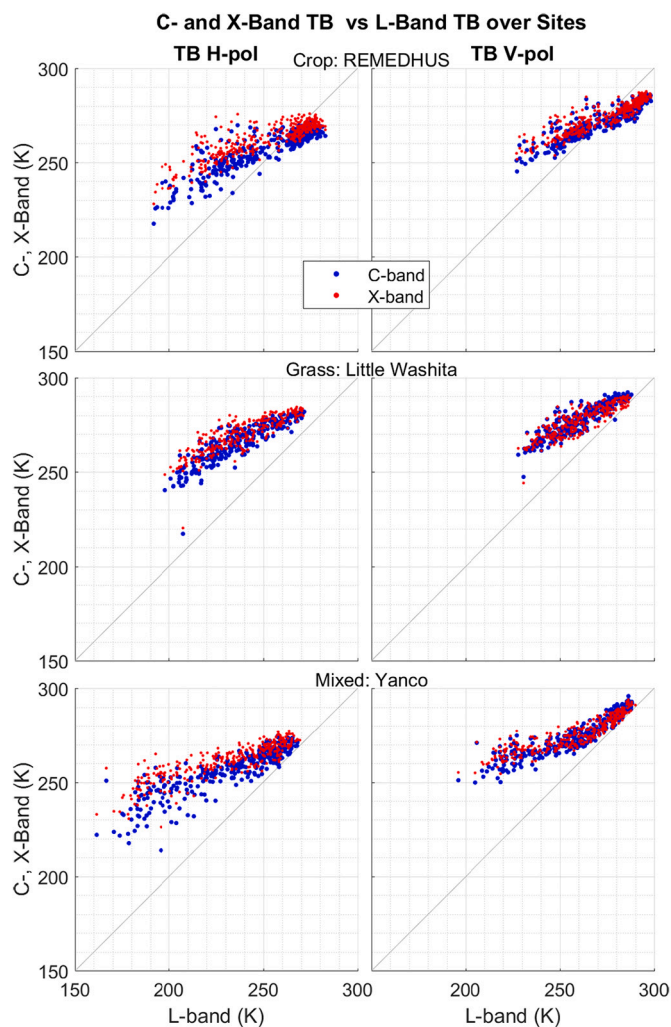 C- and X-Band TB vs L-Band TB over Sites
TB H-pol
TB V-pol
Crop: REMEDHUS
300
250
200
150
C-, X-Band (K)
C-band
X-band
Grass: Little Washita
300
250
200
150
C-, X-Band (K)
Mixed: Yanco
300
250
200
150
C-, X-Band (K)
150 200 250 300 200 250 300
L-band (K) L-band (K)